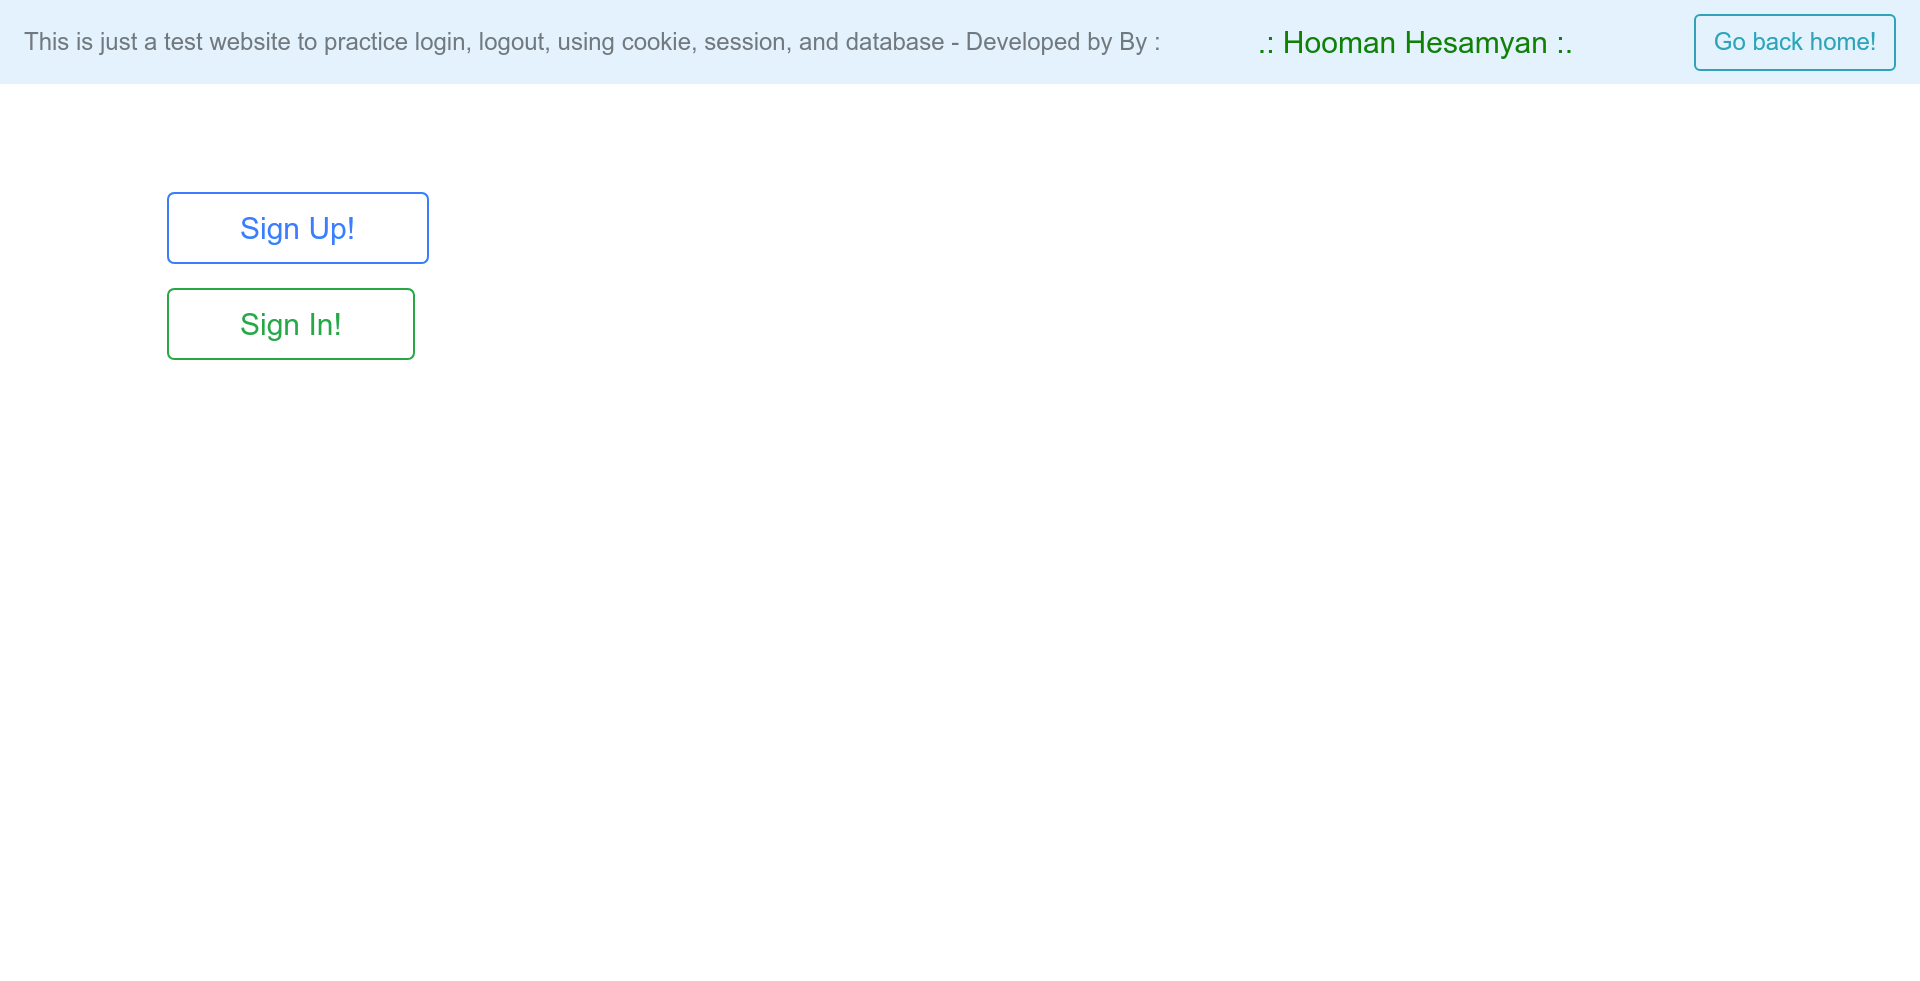 This is just a test website to practice login, logout, using cookie, session, and database - Developed by By : .: Hooman Hesamyan :. Go back home!
Sign Up!
Sign In!